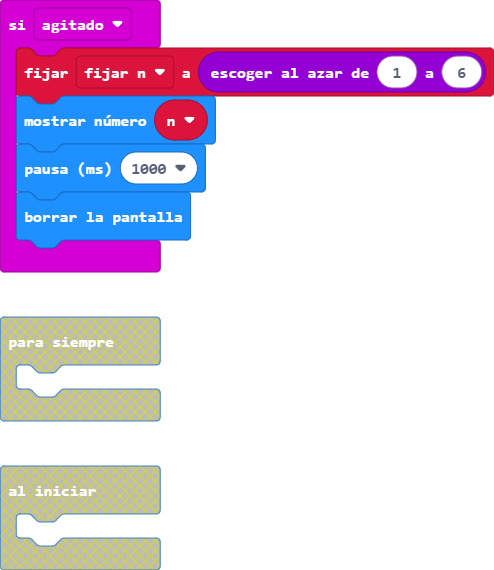 si agitado
fijar fijar n a escoger al azar de 1 a 6
mostrar número n
pausa (ms) 1000
borrar la pantalla
para siempre
al iniciar